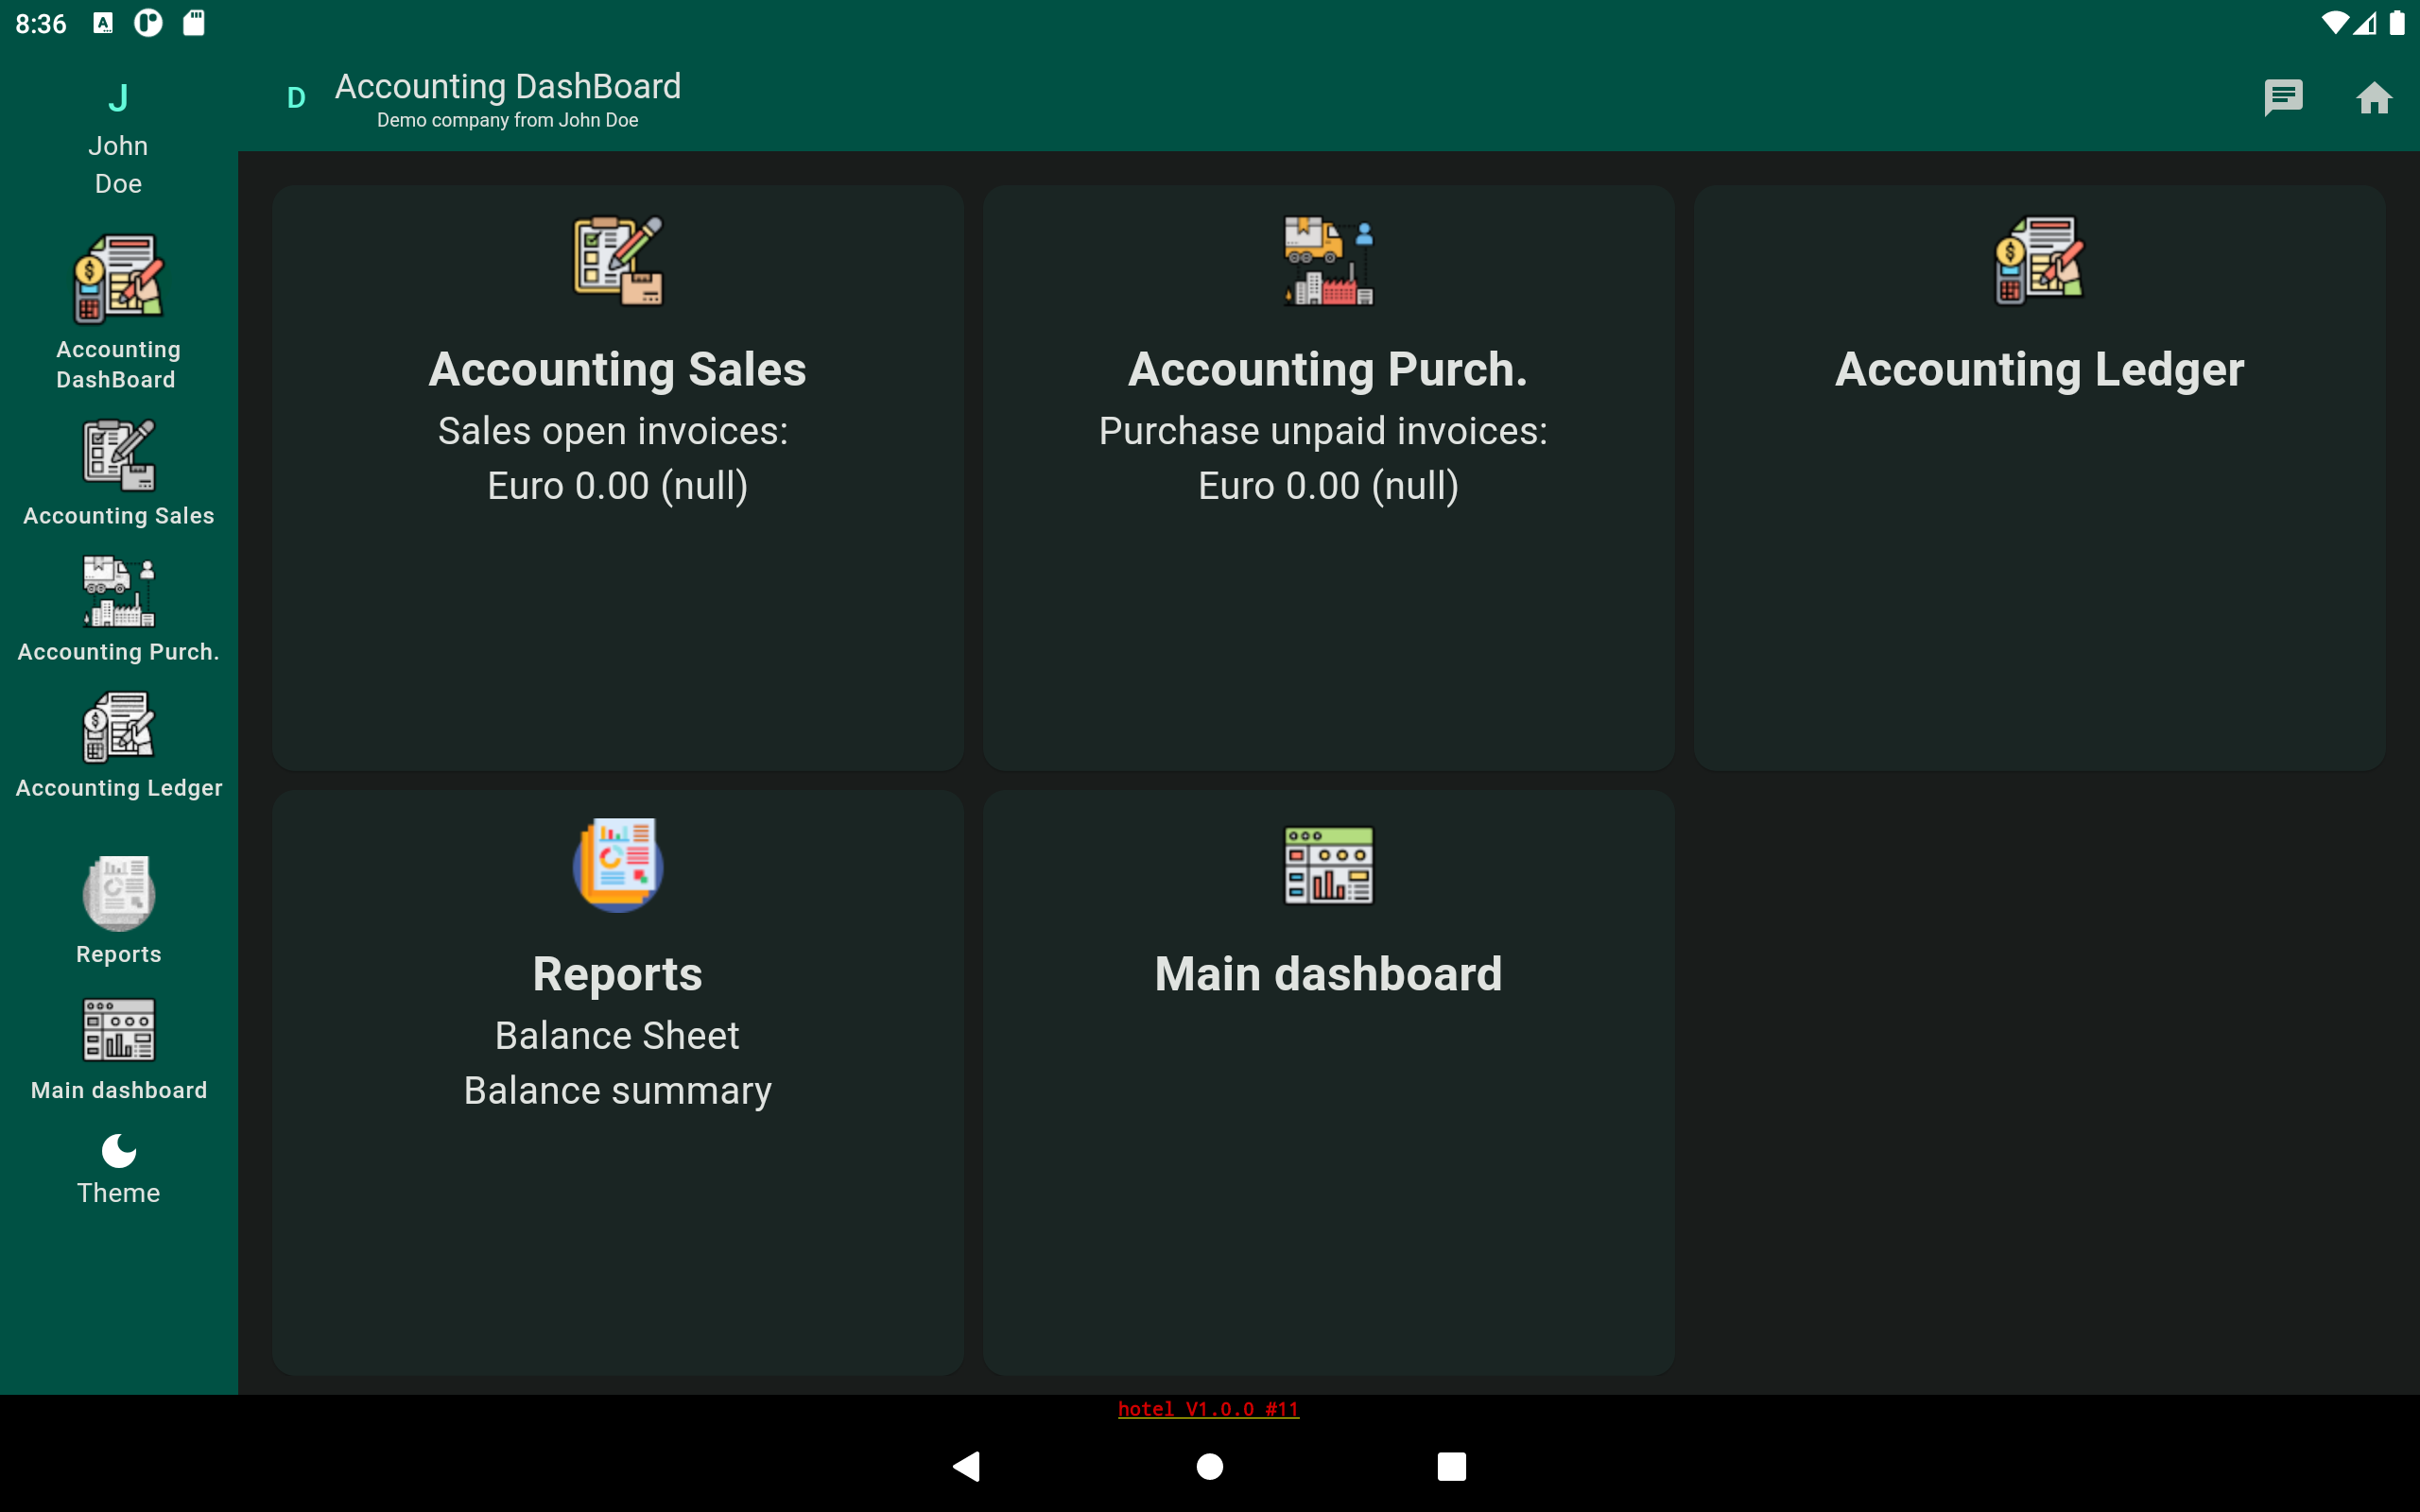 8:36
J
John
Doe
Accounting
DashBoard
Accounting Sales
Accounting Purch.
Accounting Ledger
Reports
Main dashboard
Theme
D
Accounting DashBoard
Demo company from John Doe
Accounting Sales
Sales open invoices:
Euro 0.00 (null)
Accounting Purch.
Purchase unpaid invoices:
Euro 0.00 (null)
Accounting Ledger
Reports
Balance Sheet
Balance summary
Main dashboard
hotel V1.0.0 #11